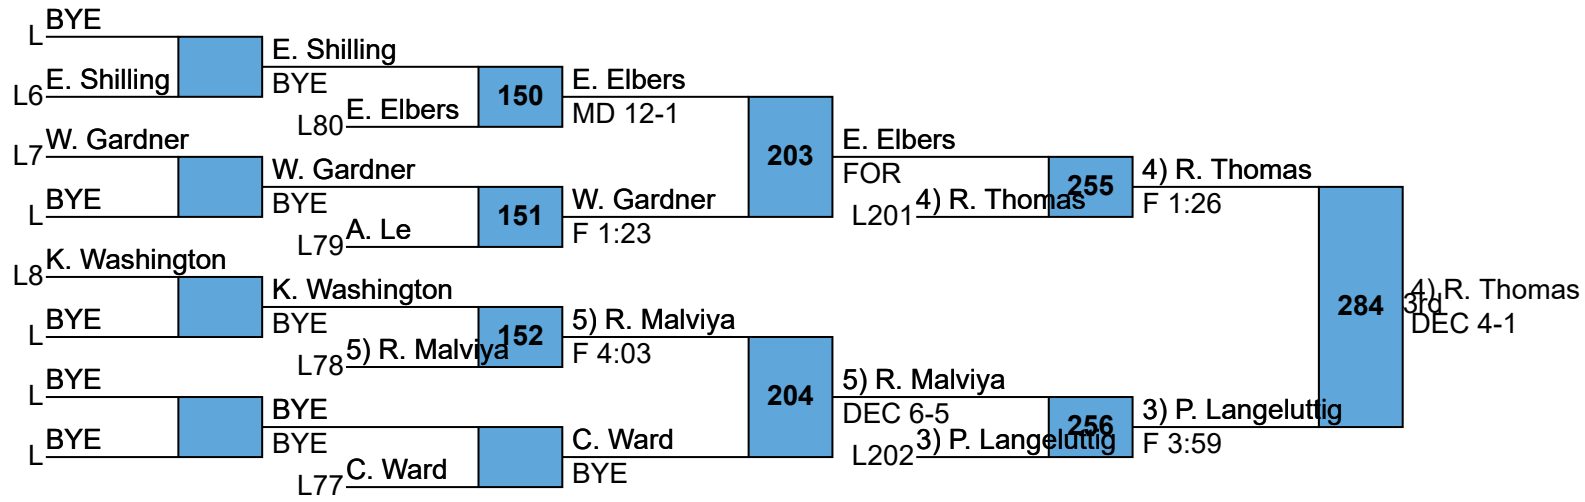 BYE
L
E. Shilling
L6
E. Shilling
BYE
W. Gardner
L7
BYE
L
W. Gardner
BYE
K. Washington
L8
BYE
L
K. Washington
BYE
BYE
L
BYE
L
BYE
BYE
E. Elbers
L80
150
E. Elbers
MD 12-1
A. Le
L79
151
W. Gardner
F 1:23
5) R. Malviya
L78
152
5) R. Malviya
F 4:03
C. Ward
L77
C. Ward
BYE
203
E. Elbers
FOR
204
5) R. Malviya
DEC 6-5
4) R. Thomas
L201
255
4) R. Thomas
F 1:26
3) P. Langeluttig
L202
256
3) P. Langeluttig
F 3:59
284
4) R. Thomas
3rd
DEC 4-1